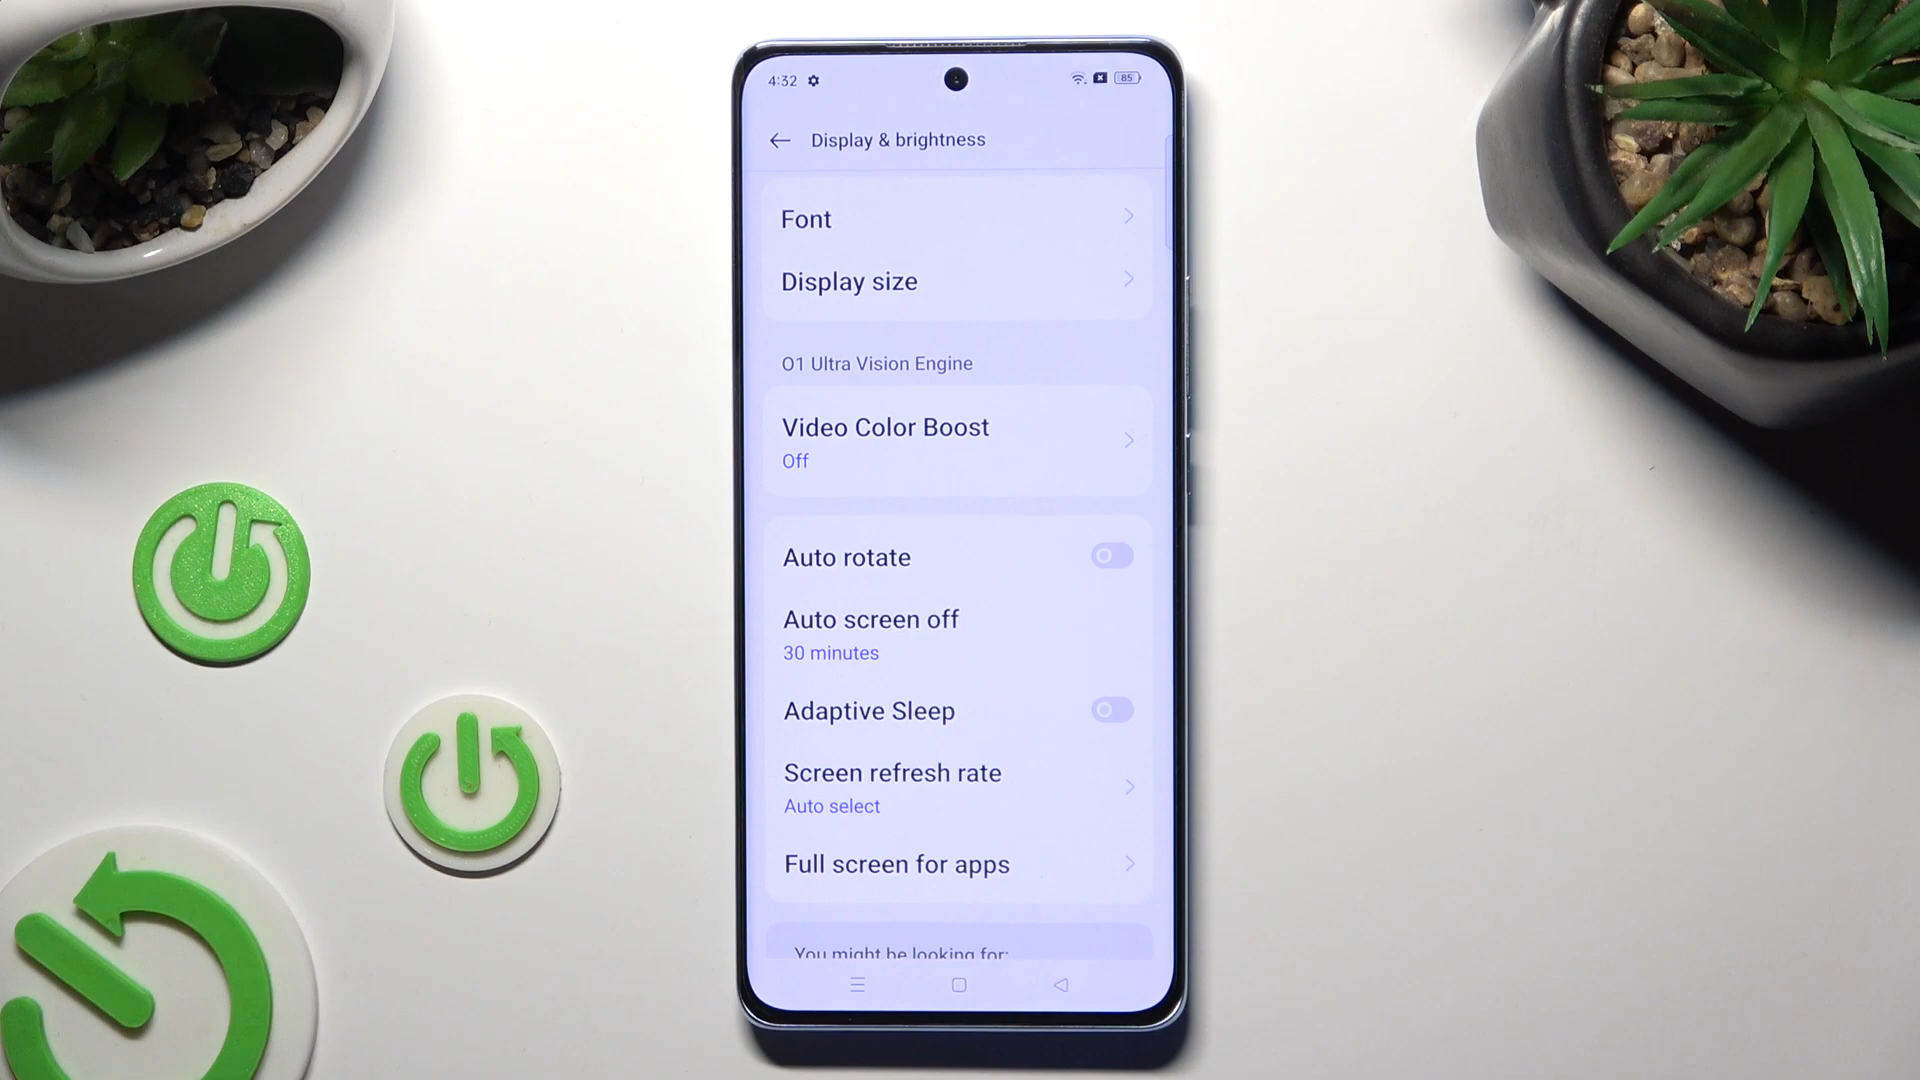 4:32
85
Display & brightness
Font
Display size
O1 Ultra Vision Engine
Video Color Boost
Off
Auto rotate
Auto screen off
30 minutes
Adaptive Sleep
Screen refresh rate
Auto select
Full screen for apps
You might be looking for: